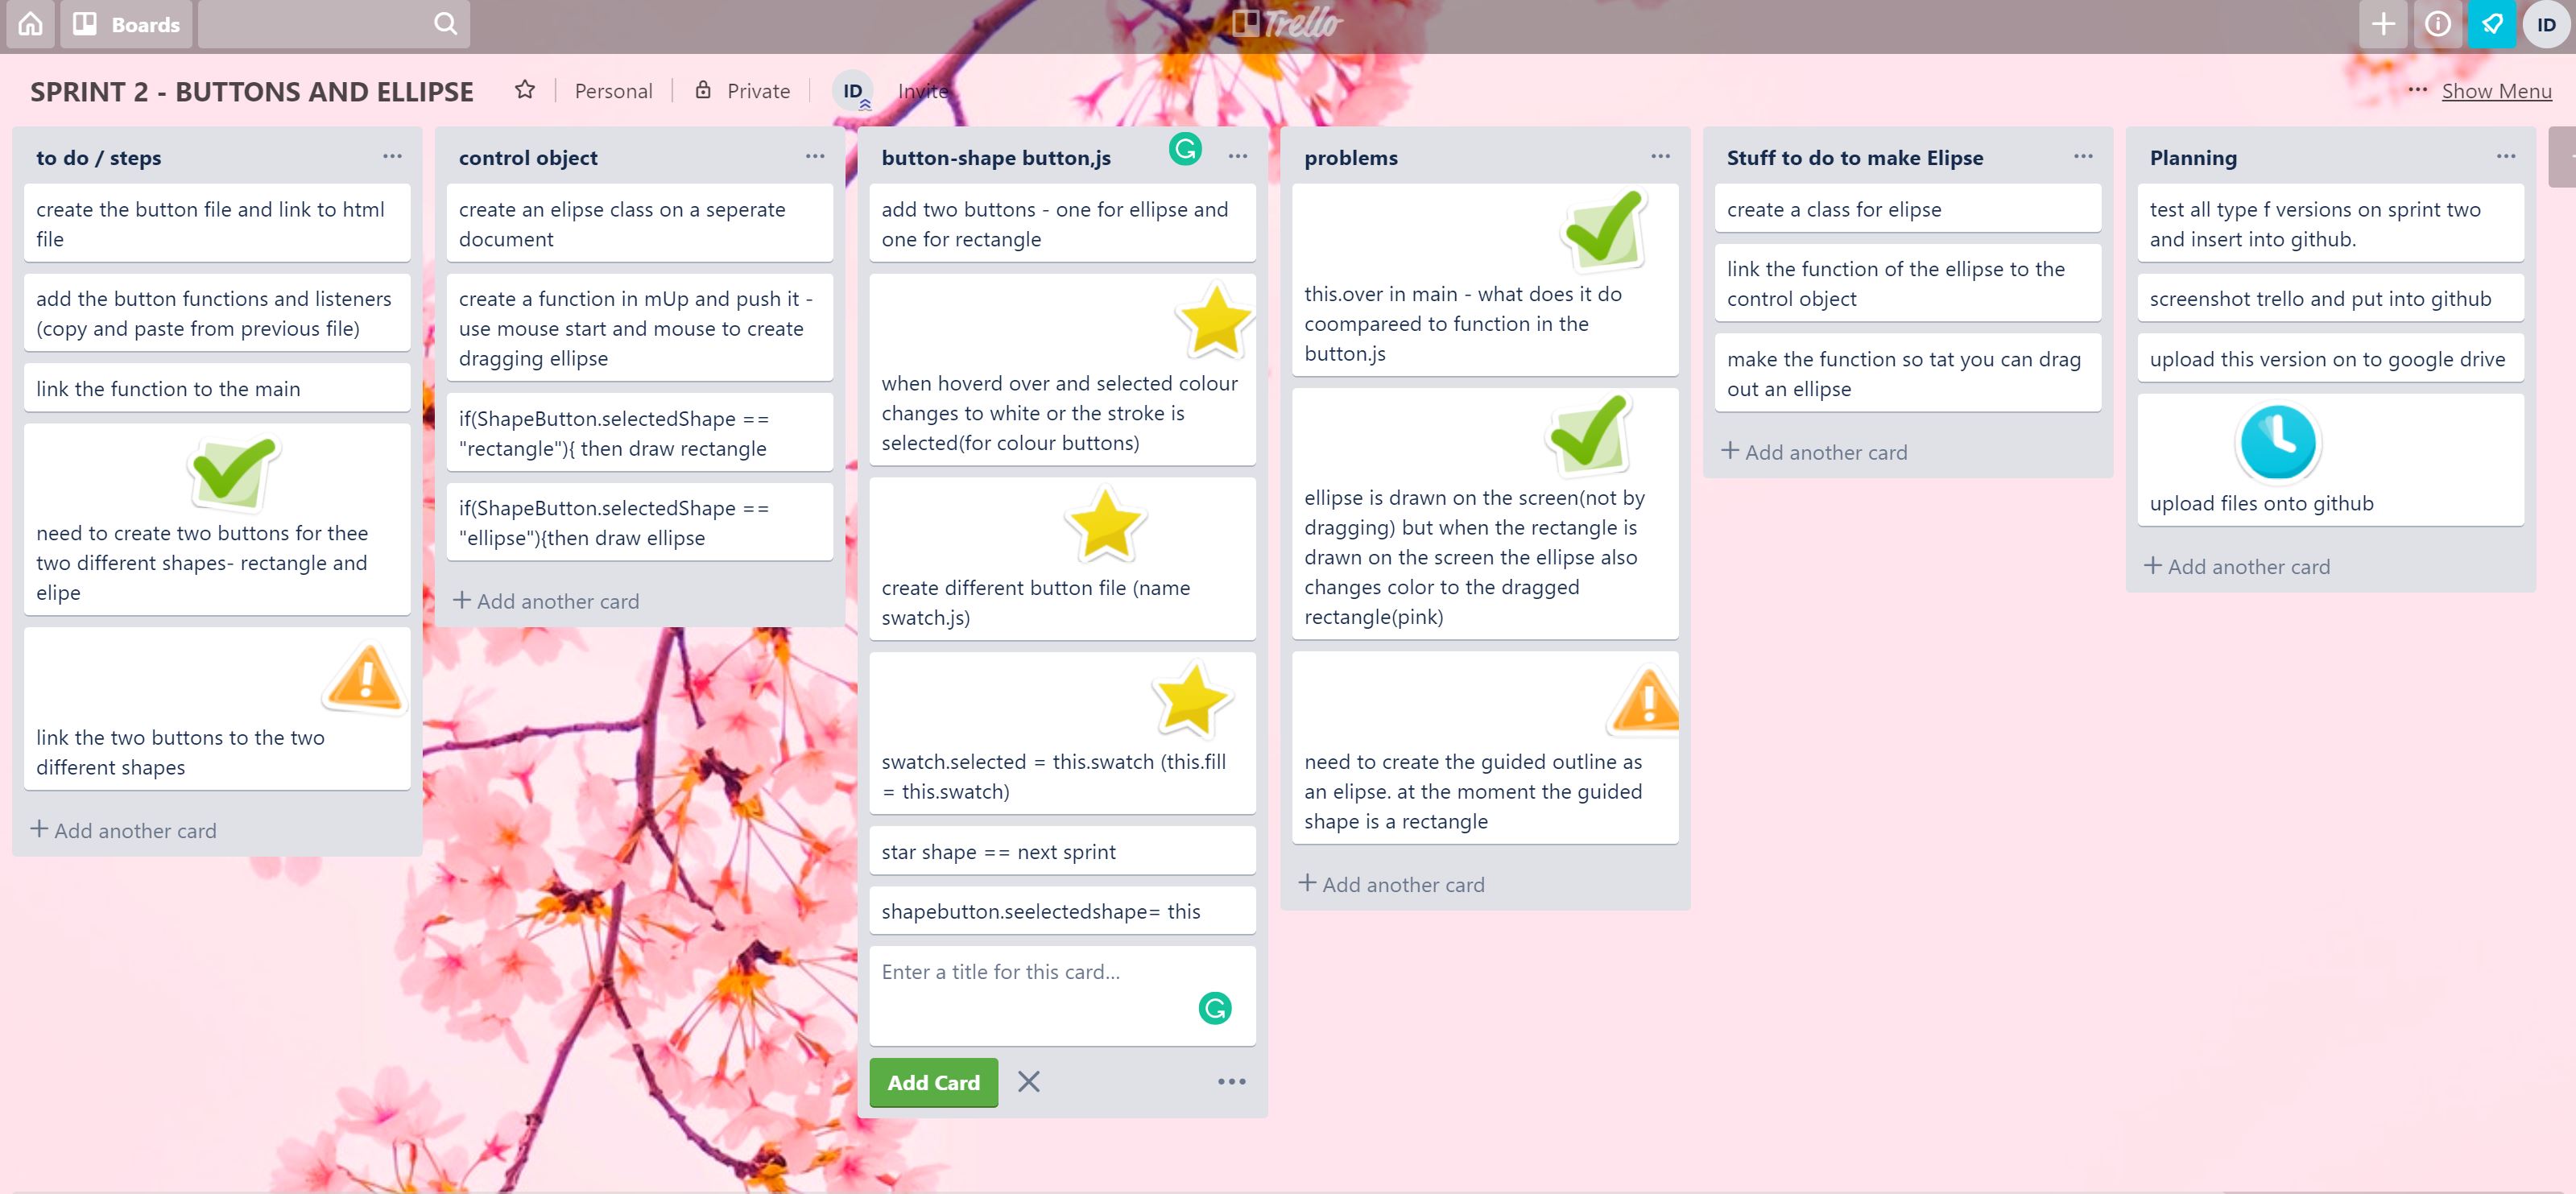 Boards
Trello
ID
SPRINT 2 - BUTTONS AND ELLIPSE
Personal
Private
ID
Invite
Show Menu
to do / steps
create the button file and link to html
file
add the button functions and listeners
(copy and paste from previous file)
link the function to the main
need to create two buttons for thee
two different shapes- rectangle and
elipe
link the two buttons to the two
different shapes
Add another card
control object
create an elipse class on a seperate
document
create a function in mUp and push it -
use mouse start and mouse to create
dragging ellipse
if(ShapeButton.selectedShape ==
"rectangle"){ then draw rectangle
if(ShapeButton.selectedShape ==
"ellipse"){then draw ellipse
Add another card
button-shape button,js
add two buttons - one for ellipse and
one for rectangle
when hoverd over and selected colour
changes to white or the stroke is
selected(for colour buttons)
create different button file (name
swatch.js)
swatch.selected = this.swatch (this.fill
= this.swatch)
star shape == next sprint
shapebutton.seelectedshape= this
Enter a title for this card...
Add Card
problems
this.over in main - what does it do
coompareed to function in the
button.js
ellipse is drawn on the screen(not by
dragging) but when the rectangle is
drawn on the screen the ellipse also
changes color to the dragged
rectangle(pink)
need to create the guided outline as
an elipse. at the moment the guided
shape is a rectangle
Add another card
Stuff to do to make Elipse
create a class for elipse
link the function of the ellipse to the
control object
make the function so tat you can drag
out an ellipse
Add another card
Planning
test all type f versions on sprint two
and insert into github.
screenshot trello and put into github
upload this version on to google drive
upload files onto github
Add another card